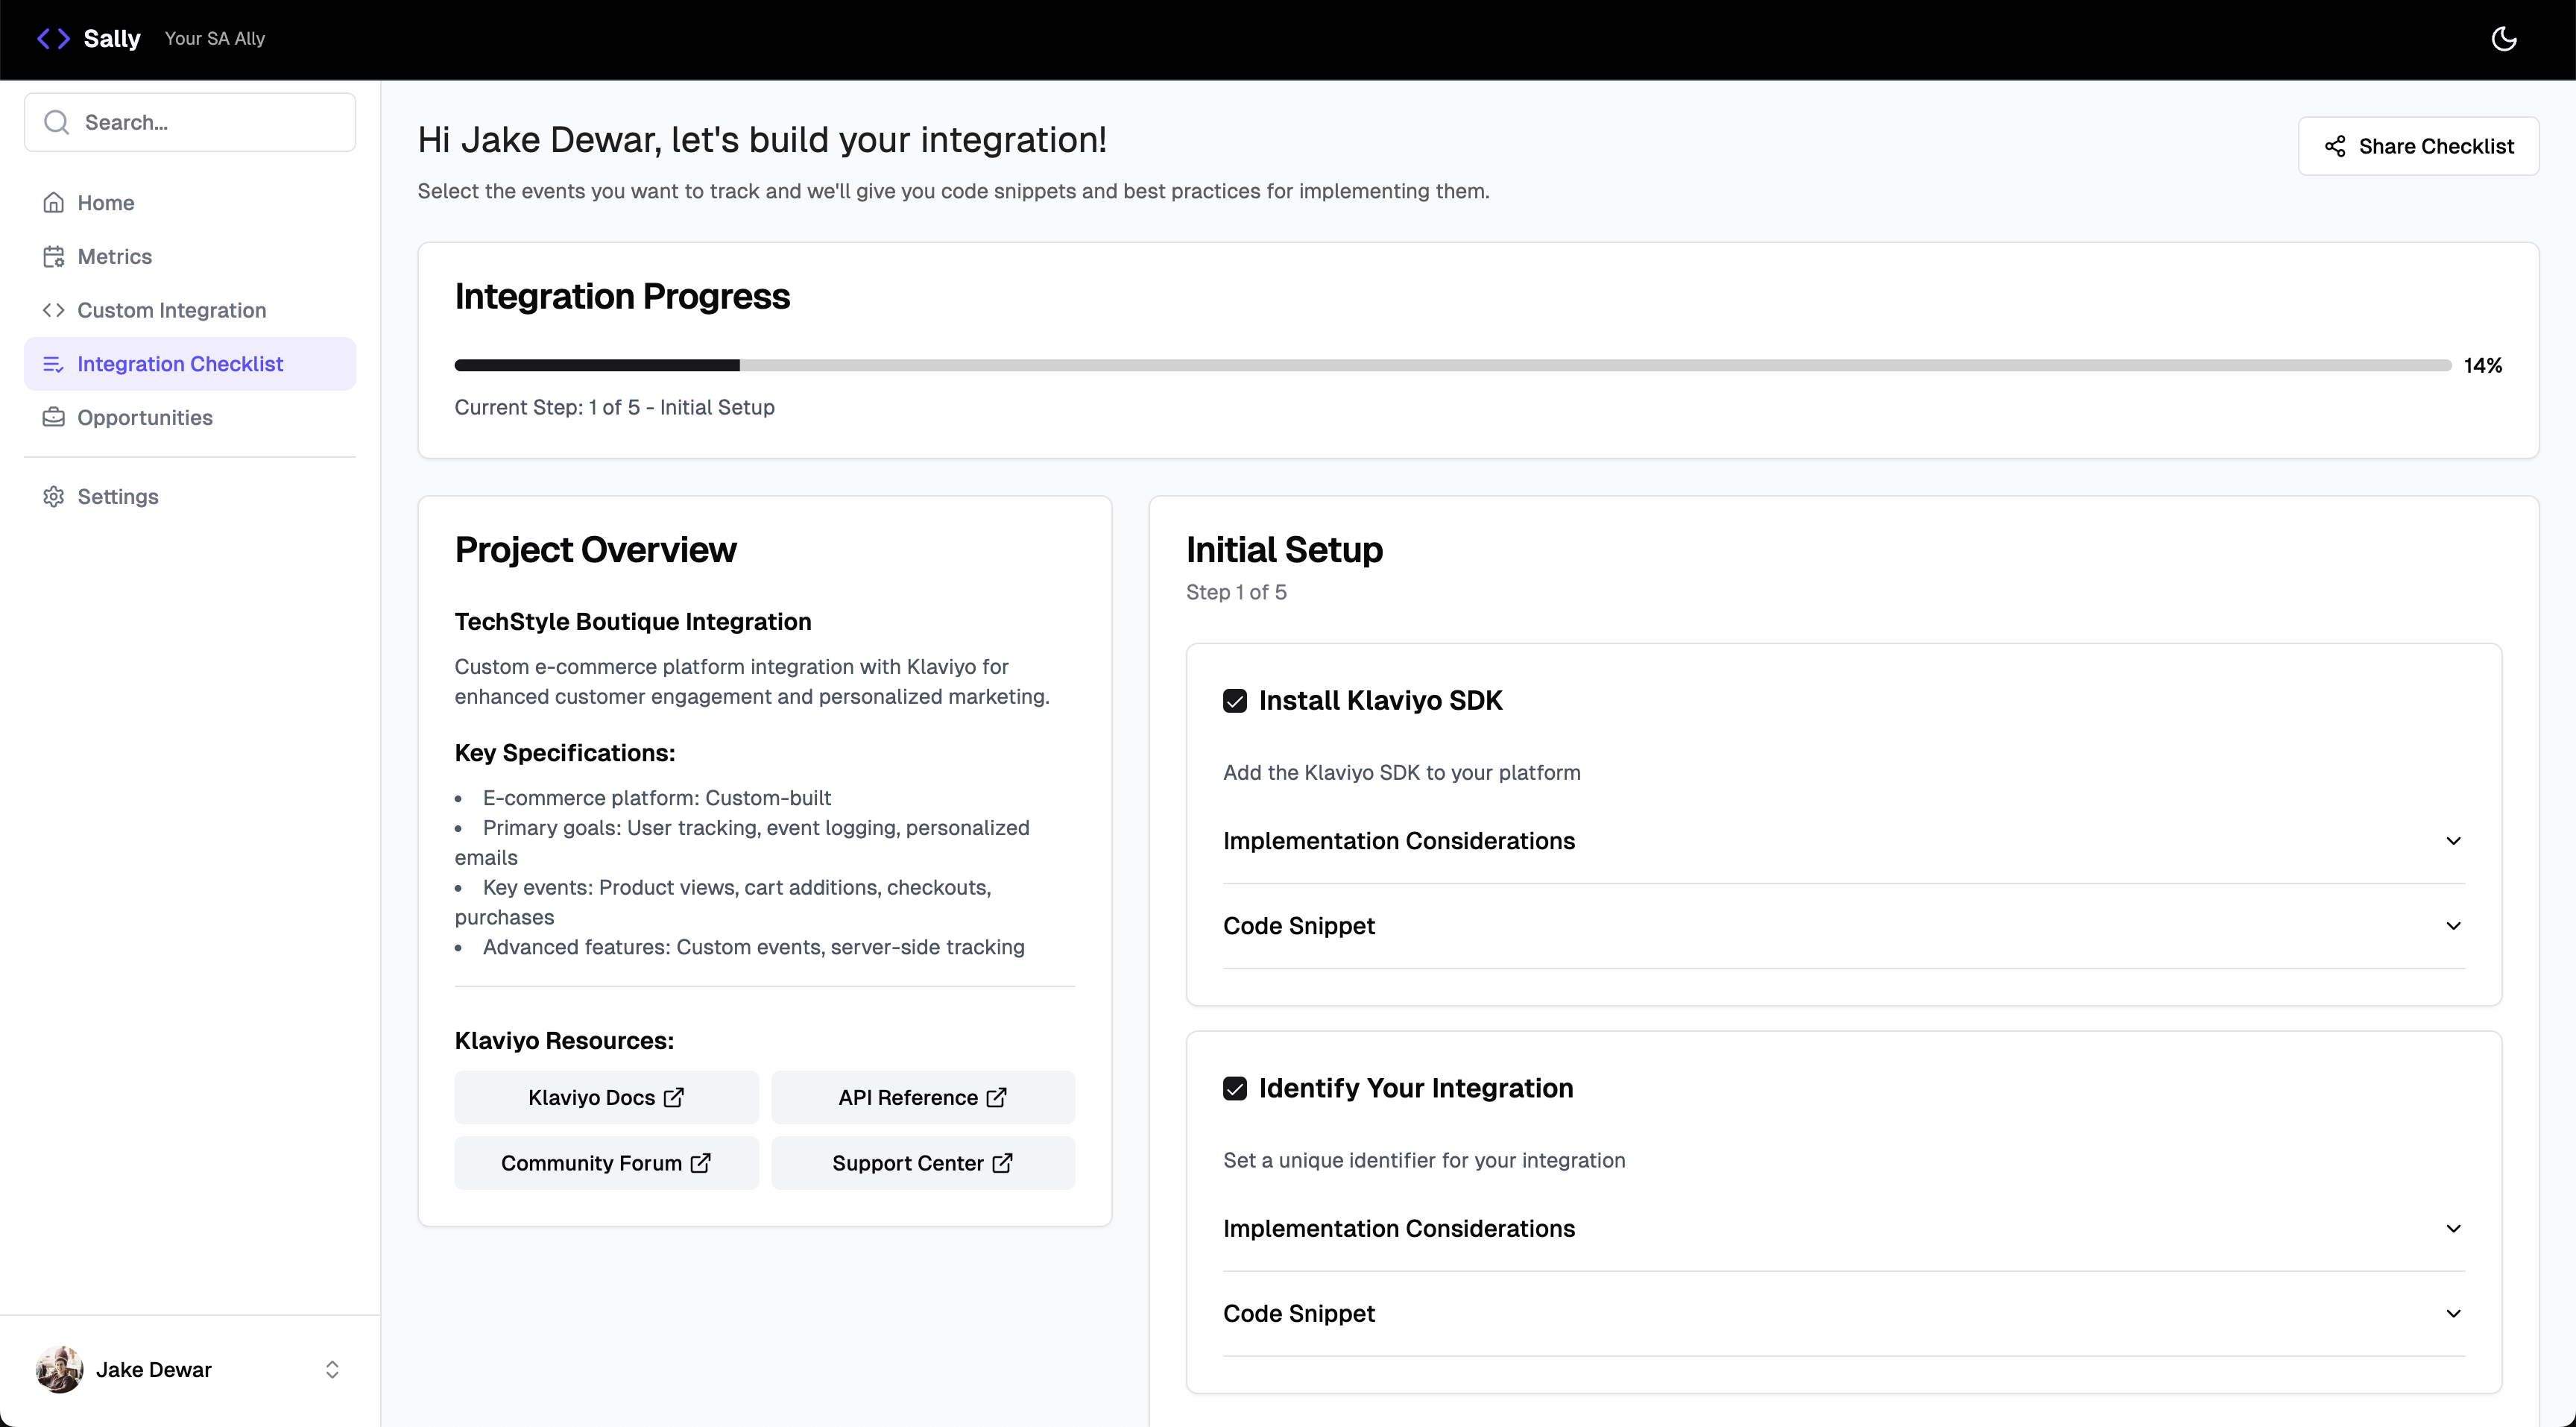 Sally Your SA Ally
Search...
Home
Metrics
Custom Integration
Integration Checklist
Opportunities
Settings
Jake Dewar
Hi Jake Dewar, let's build your integration!
Select the events you want to track and we'll give you code snippets and best practices for implementing them.
Share Checklist
Integration Progress
14%
Current Step: 1 of 5 - Initial Setup
Project Overview
TechStyle Boutique Integration
Custom e-commerce platform integration with Klaviyo for
enhanced customer engagement and personalized marketing.
Key Specifications:
• E-commerce platform: Custom-built
• Primary goals: User tracking, event logging, personalized
emails
• Key events: Product views, cart additions, checkouts,
purchases
• Advanced features: Custom events, server-side tracking
Klaviyo Resources:
Klaviyo Docs
API Reference
Community Forum
Support Center
Initial Setup
Step 1 of 5
Install Klaviyo SDK
Add the Klaviyo SDK to your platform
Implementation Considerations
Code Snippet
Identify Your Integration
Set a unique identifier for your integration
Implementation Considerations
Code Snippet